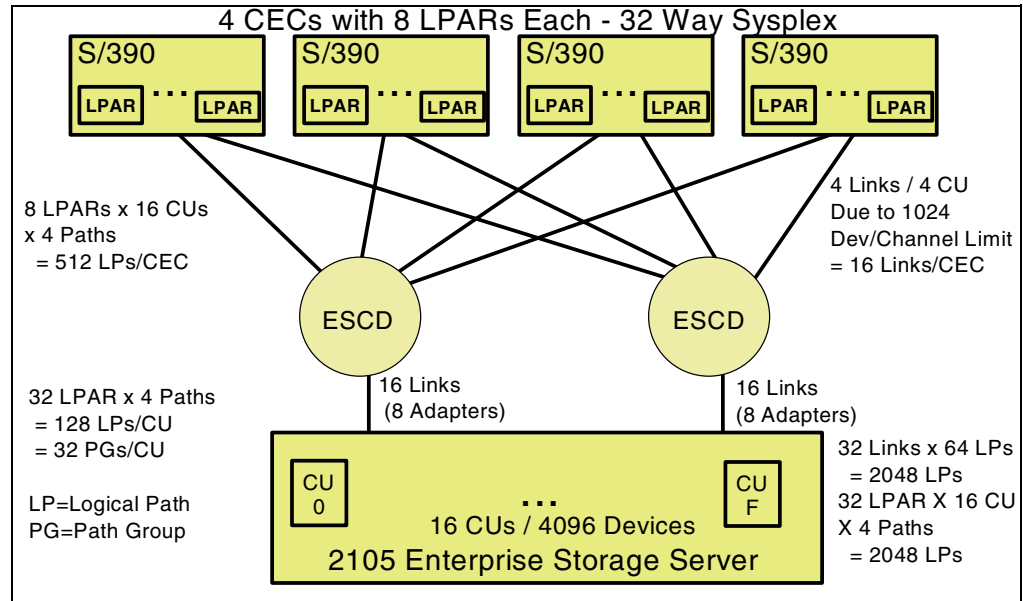 4 CECs with 8 LPARs Each - 32 Way Sysplex
S/390
LPAR ... LPAR
S/390
LPAR ... LPAR
S/390
LPAR ... LPAR
S/390
LPAR ... LPAR
8 LPARs x 16 CUs
x 4 Paths
= 512 LPs/CEC
4 Links / 4 CU
Due to 1024
Dev/Channel Limit
= 16 Links/CEC
ESCD
ESCD
32 LPAR x 4 Paths
= 128 LPs/CU
= 32 PGs/CU
LP=Logical Path
PG=Path Group
16 Links
(8 Adapters)
16 Links
(8 Adapters)
32 Links x 64 LPs
= 2048 LPs
32 LPAR X 16 CU
X 4 Paths
= 2048 LPs
CU
0
...
CU
F
16 CUs / 4096 Devices
2105 Enterprise Storage Server